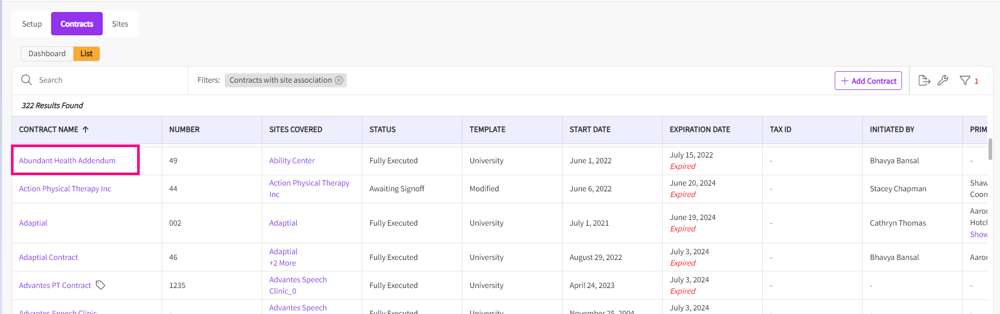 Setup Contracts Sites
Dashboard List
Search Filters: Contracts with site association + Add Contract 1
322 Results Found
CONTRACT NAME NUMBER SITES COVERED STATUS TEMPLATE START DATE EXPIRATION DATE TAX ID INITIATED BY PRIM
Abundant Health Addendum 49 Ability Center Fully Executed University June 1, 2022 July 15, 2022 - Bhavya Bansal -
Expired
Action Physical Therapy Inc 44 Action Physical Therapy Awaiting Signoff Modified June 6, 2022 June 20, 2024 - Stacey Chapman Shaw
Inc Expired Coord
Adaptial 002 Adaptial Fully Executed University July 1, 2021 June 19, 2024 - Cathryn Thomas Aaron
Expired Hotch
Show
Adaptial Contract 46 Adaptial Fully Executed University August 29, 2022 July 3, 2024 - Bhavya Bansal Aaron
+2 More Expired
Advantes PT Contract 1235 Advantes Speech Fully Executed University April 24, 2023 July 3, 2024 - - -
Clinic_0 Expired
Advantes Speech Clinic - Advantes Speech Fully Executed University November 25, 2004 July 3, 2024